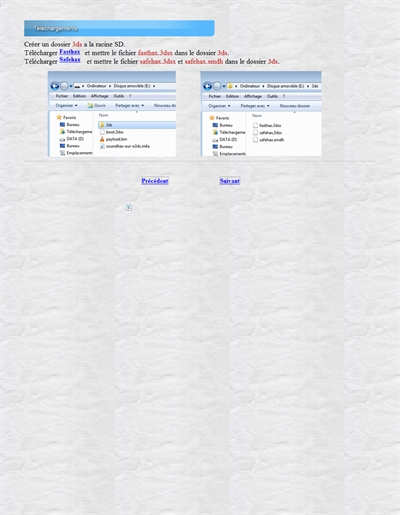 Téléchargements
Créer un dossier 3ds a la racine SD.
Télécharger Fasthax et mettre le fichier fasthax.3dsx dans le dossier 3ds.
Télécharger Safehax et mettre le fichier safehax.3dsx et safehax.smdh dans le dossier 3ds.
Ordinateur Disque amovible (E:)
Fichier Edition Affichage Outils ?
Organiser Ouvrir Partager avec Nouveau dossier
Favoris
Bureau
Téléchargeme
DATA (D)
Emplacements
Nom
3ds
boot.3dsx
payload.bin
soundhax-eur-o3ds.m4a
Ordinateur Disque amovible (E:) 3ds
Fichier Edition Affichage Outils ?
Organiser Partager avec Nouveau dossier
Favoris
Bureau
Téléchargeme
DATA (D)
Emplacements
Nom
fasthax.3dsx
safehax.3dsx
safehax.smdh
Précédent Suivant